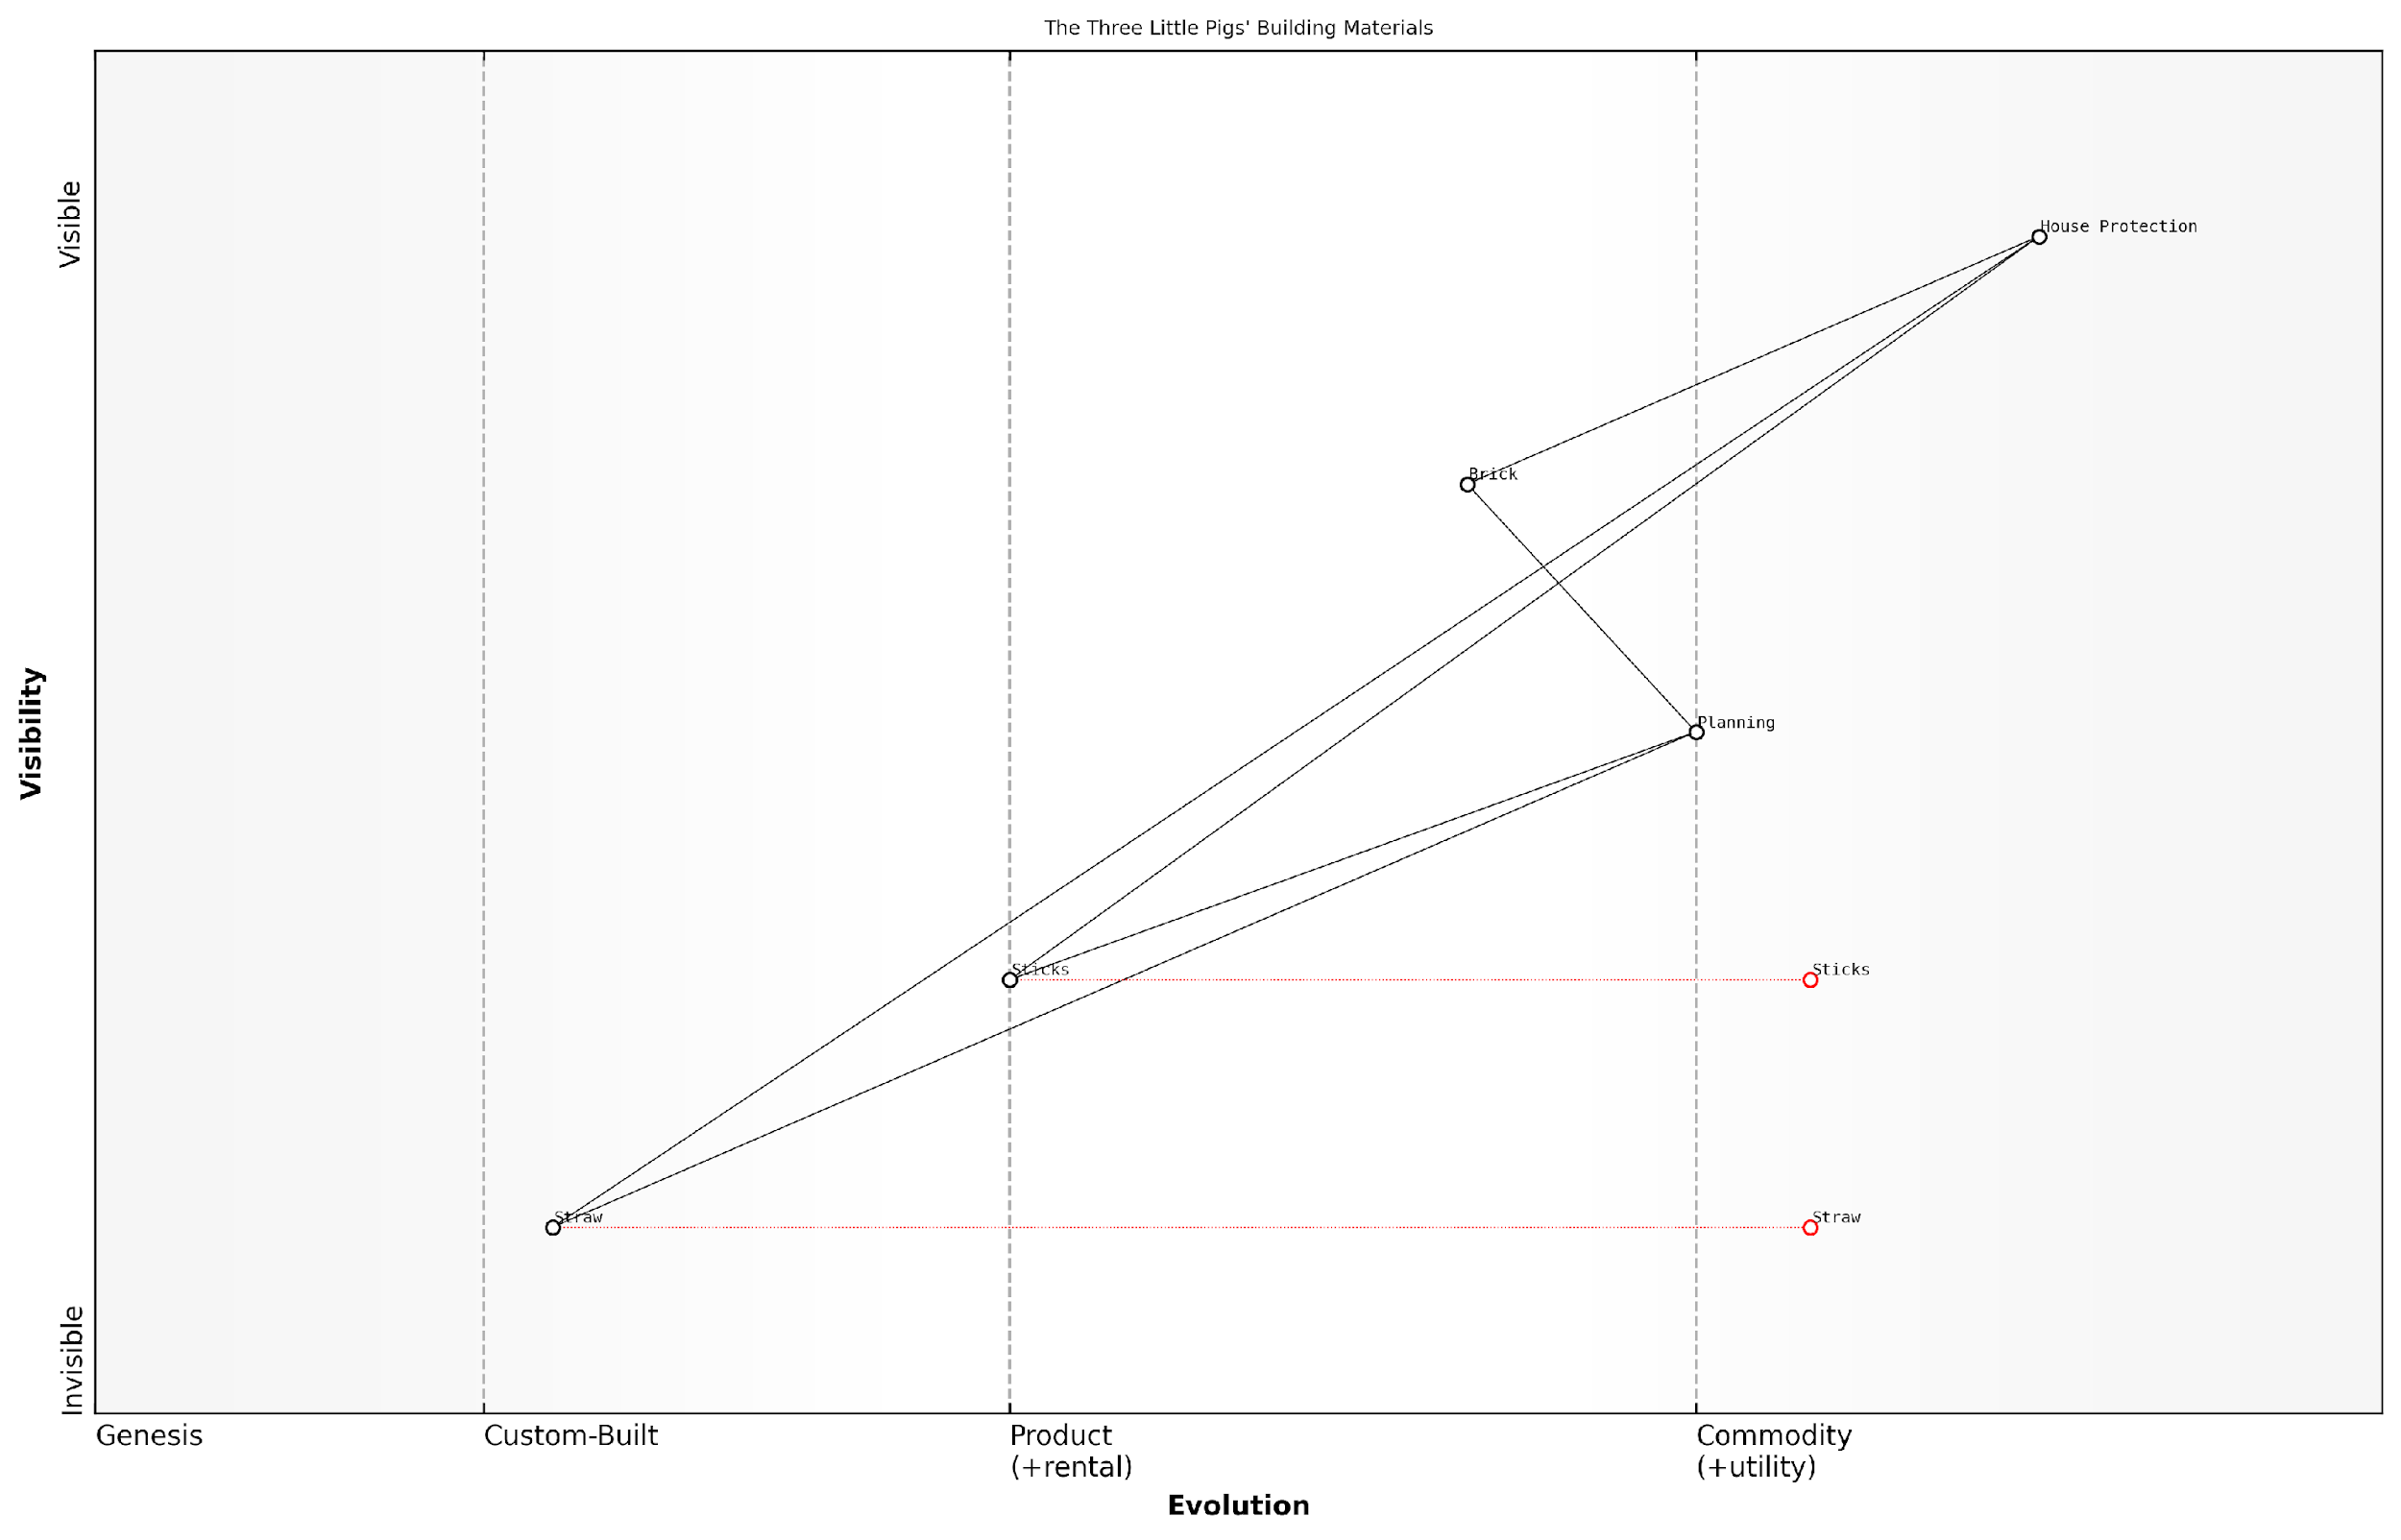 The Three Little Pigs' Building Materials
Visible
House Protection
Brick
Visibility
Planning
Sticks
Sticks
Straw
Straw
Invisible
Genesis
Custom-Built
Product
(+rental)
Commodity
(+utility)
Evolution